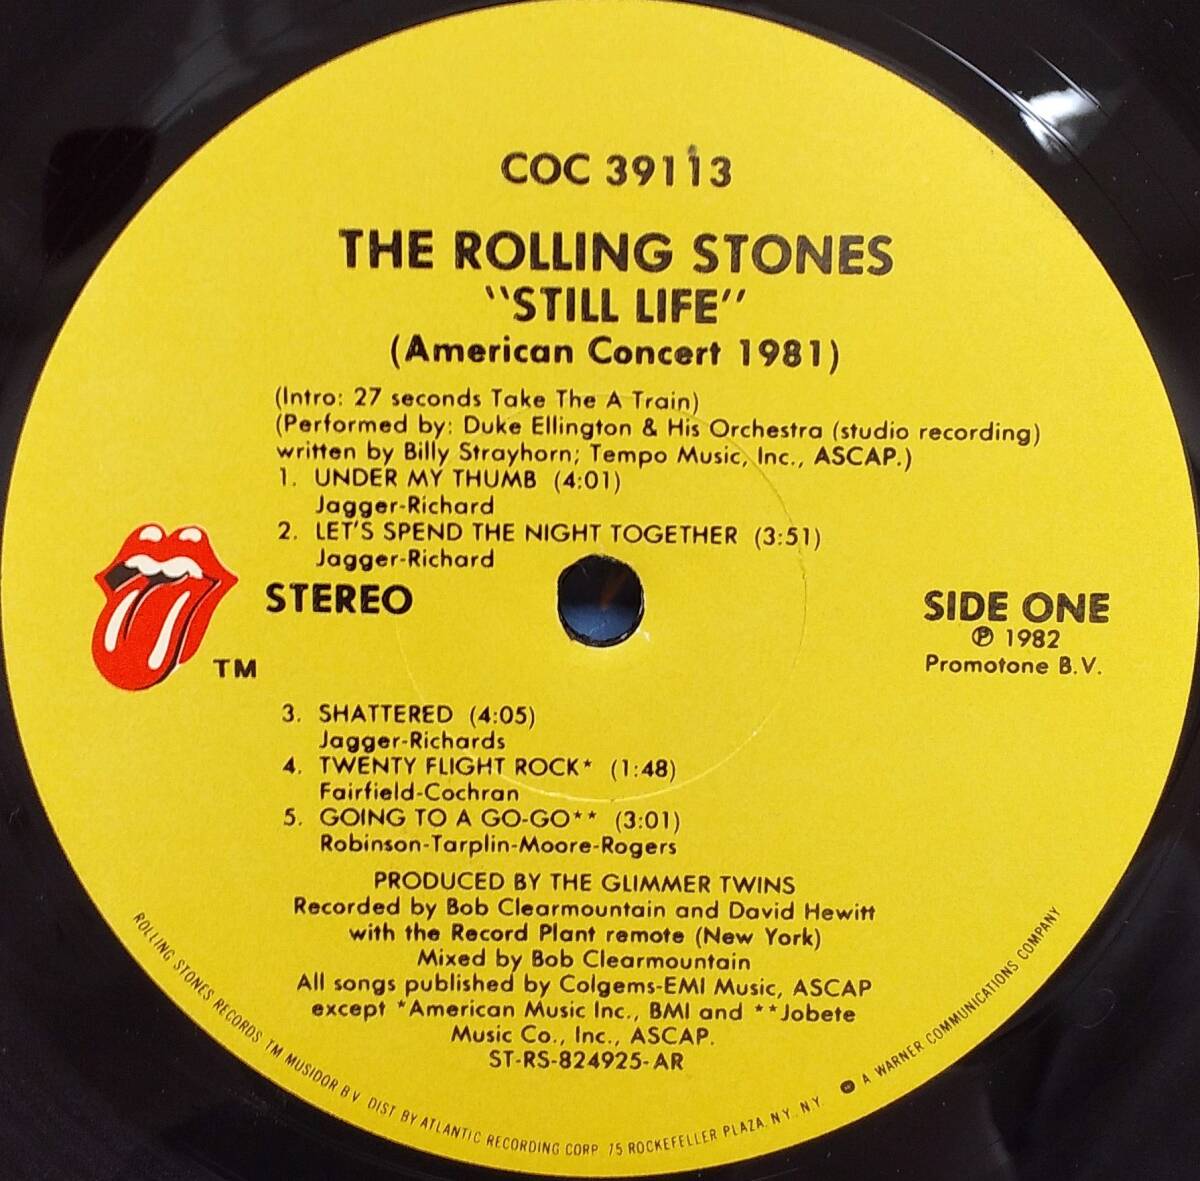 COC 39113
THE ROLLING STONES
"STILL LIFE"
(American Concert 1981)
(Intro: 27 seconds Take The A Train)
(Performed by: Duke Ellington & His Orchestra (studio recording)
written by Billy Strayhorn; Tempo Music, Inc., ASCAP.)
1. UNDER MY THUMB (4:01)
Jagger-Richard
2. LET'S SPEND THE NIGHT TOGETHER (3:51)
Jagger-Richard
STEREO
TM
SIDE ONE
℗ 1982
Promotone B.V.
3. SHATTERED (4:05)
Jagger-Richards
4. TWENTY FLIGHT ROCK* (1:48)
Fairfield-Cochran
5. GOING TO A GO-GO** (3:01)
Robinson-Tarplin-Moore-Rogers
PRODUCED BY THE GLIMMER TWINS
Recorded by Bob Clearmountain and David Hewitt
with the Record Plant remote (New York)
Mixed by Bob Clearmountain
All songs published by Colgems-EMI Music, ASCAP
except *American Music Inc., BMI and **Jobete
Music Co., Inc., ASCAP.
ST-RS-824925-AR
ROLLING STONES RECORDS TM MUSIDOR BV DIST BY ATLANTIC RECORDING CORP 75 ROCKEFELLER PLAZA. N.Y. N.Y. A WARNER COMMUNICATIONS COMPANY